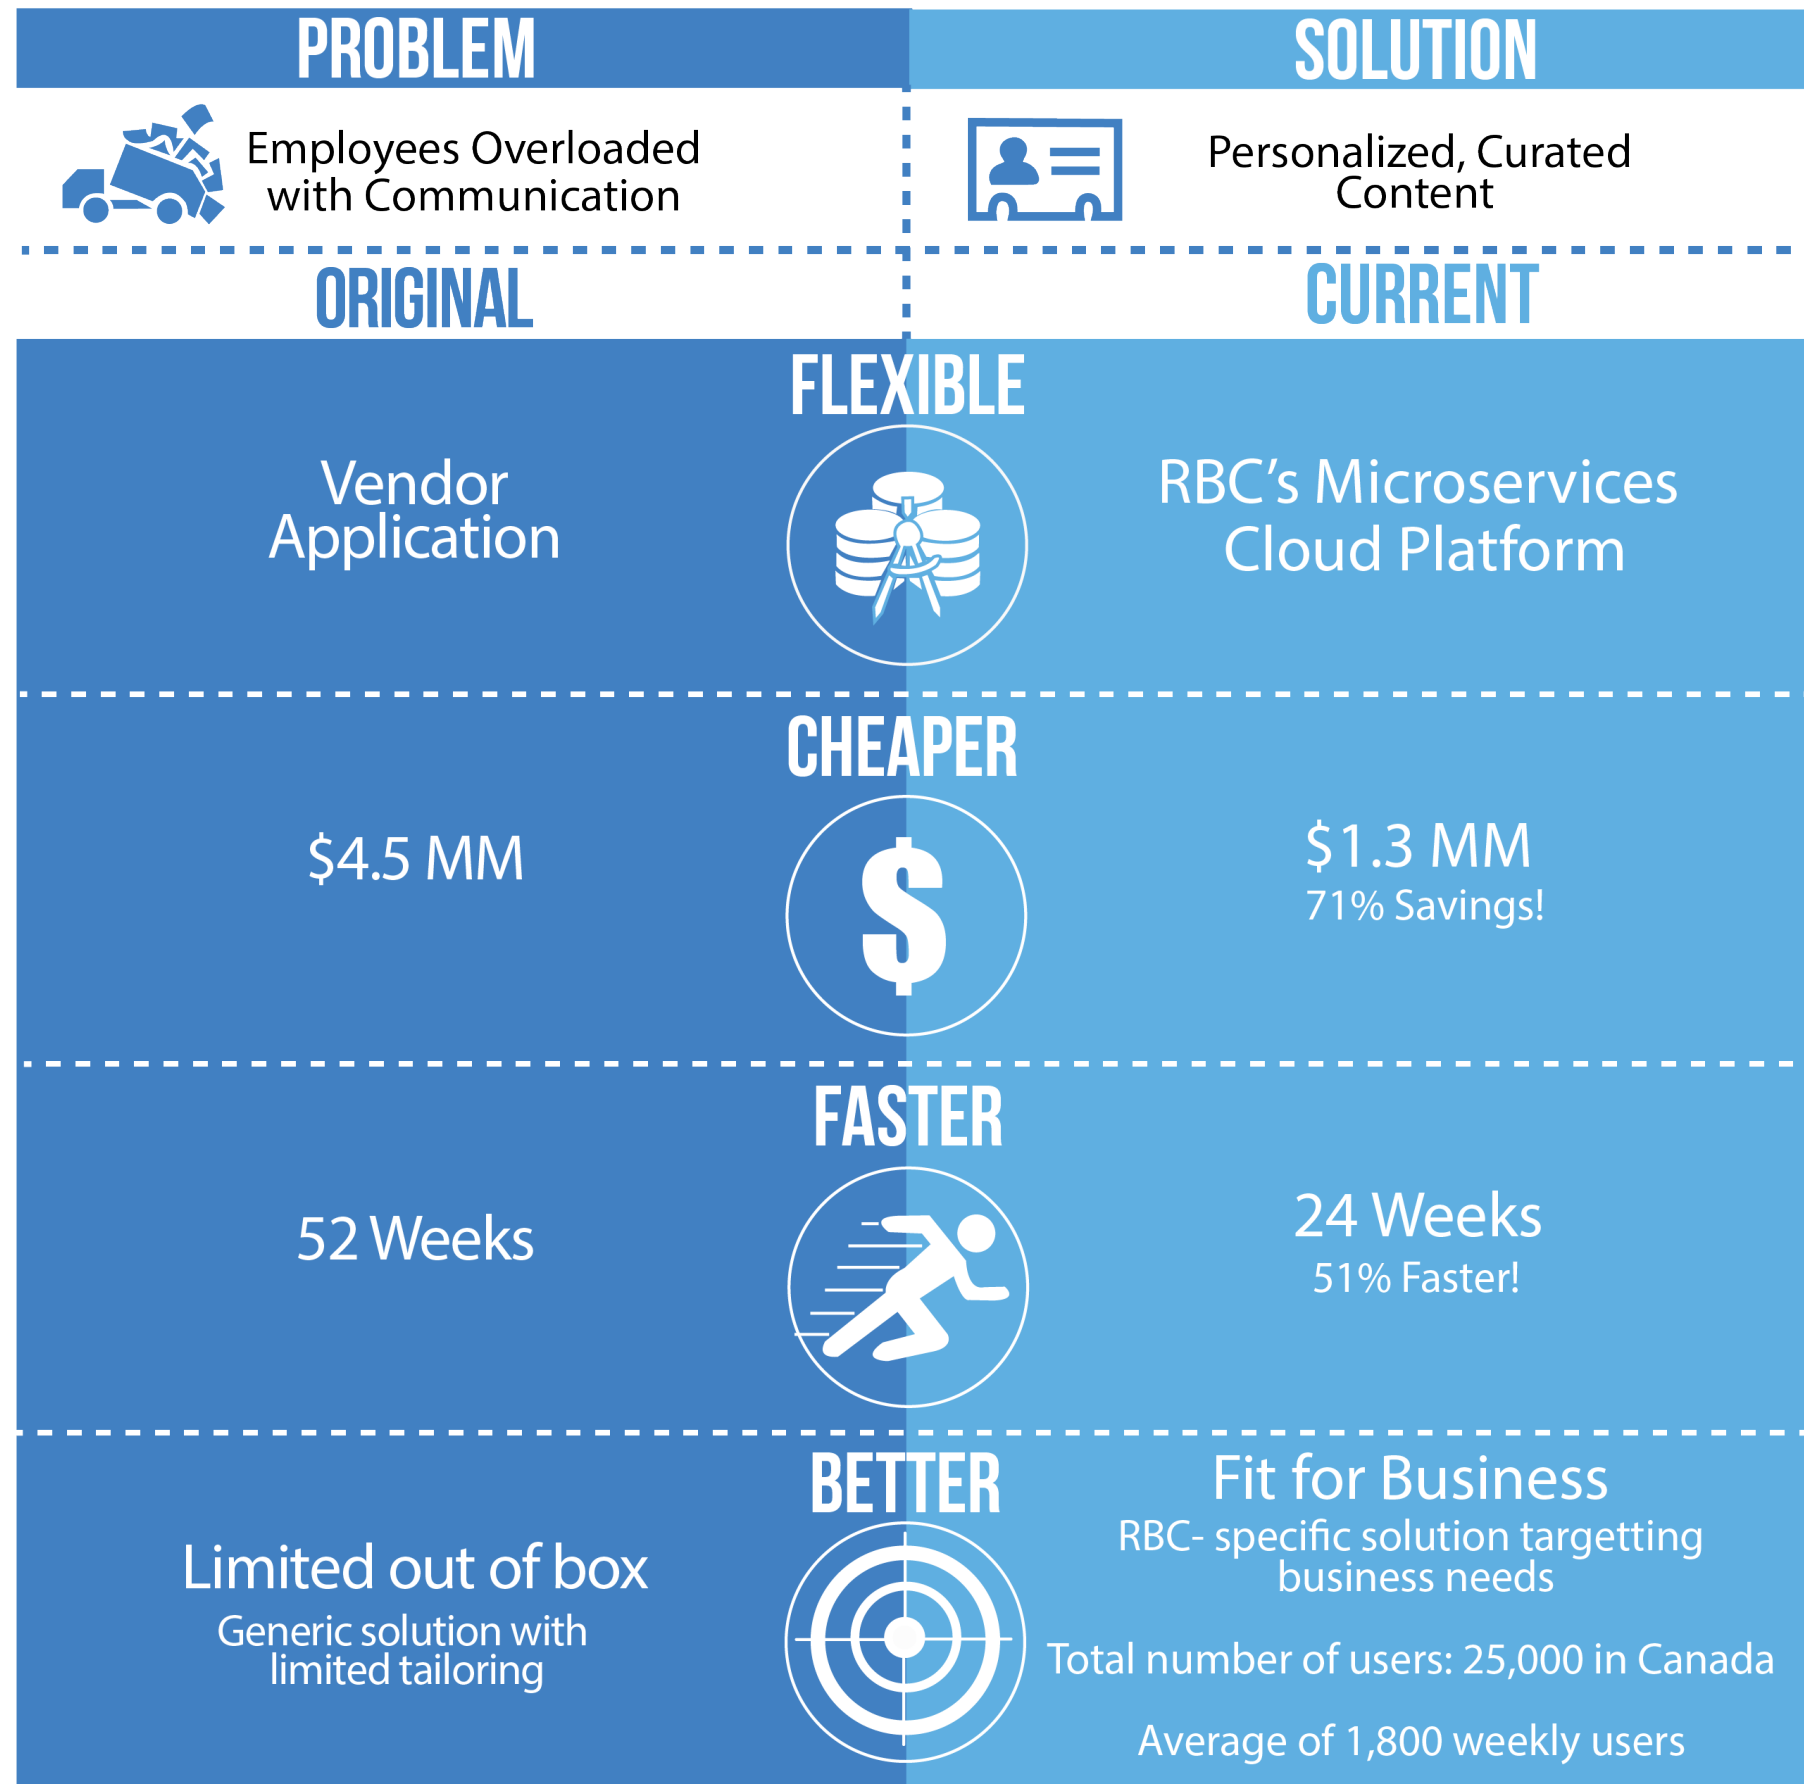 PROBLEM
SOLUTION
Employees Overloaded
with Communication
Personalized, Curated
Content
ORIGINAL
CURRENT
FLEXIBLE
Vendor
Application
RBC’s Microservices
Cloud Platform
CHEAPER
$4.5 MM
$
$1.3 MM
71% Savings!
FASTER
52 Weeks
24 Weeks
51% Faster!
BETTER
Limited out of box
Generic solution with
limited tailoring
Fit for Business
RBC- specific solution targetting
business needs
Total number of users: 25,000 in Canada
Average of 1,800 weekly users